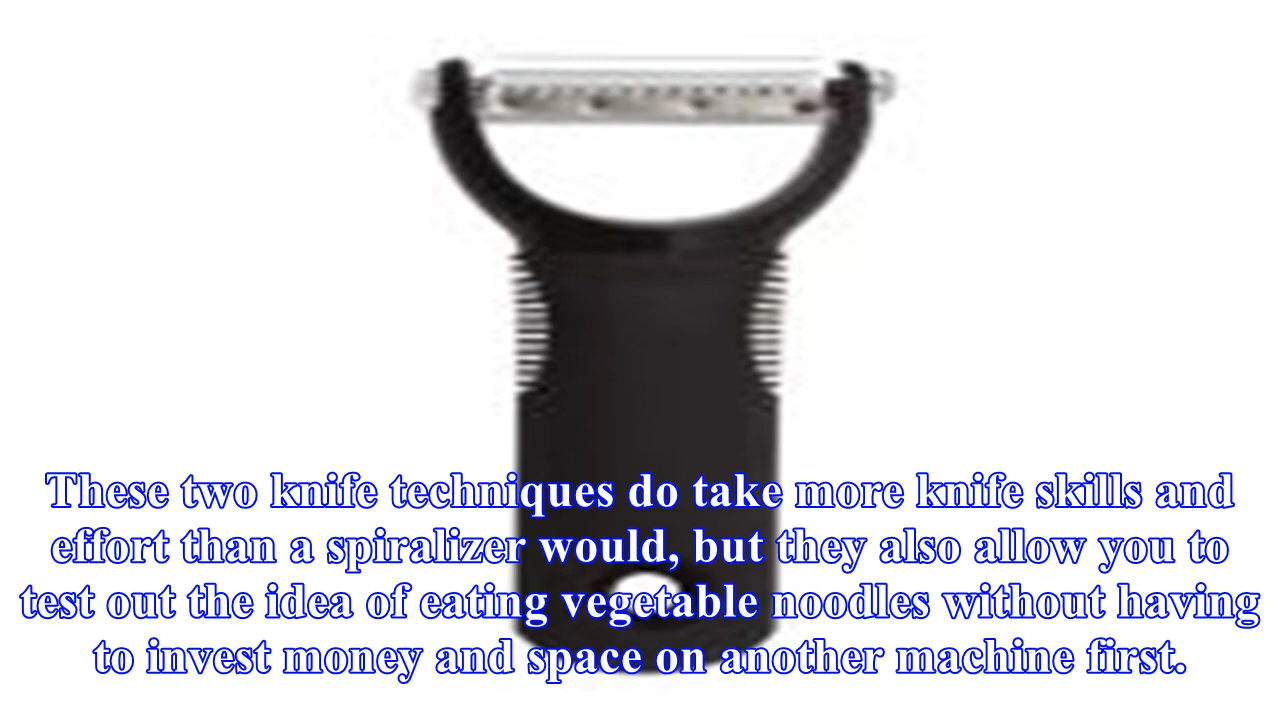 These two knife techniques do take more knife skills and
effort than a spiralizer would, but they also allow you to
test out the idea of eating vegetable noodles without having
to invest money and space on another machine first.